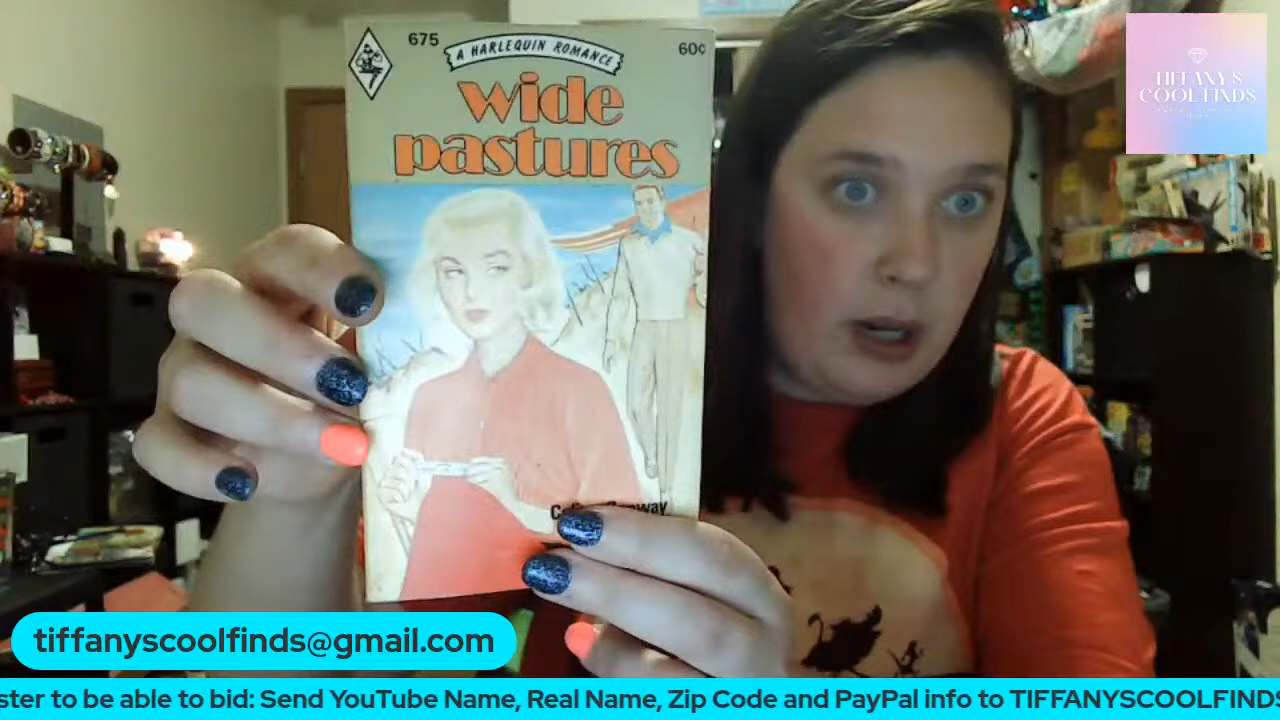 675
A HARLEQUIN ROMANCE
60¢
wide
pastures
TIFFANY'S
COOL FINDS
tiffanyscoolfinds@gmail.com
ster to be able to bid: Send YouTube Name, Real Name, Zip Code and PayPal info to TIFFANYSCOOLFINDS